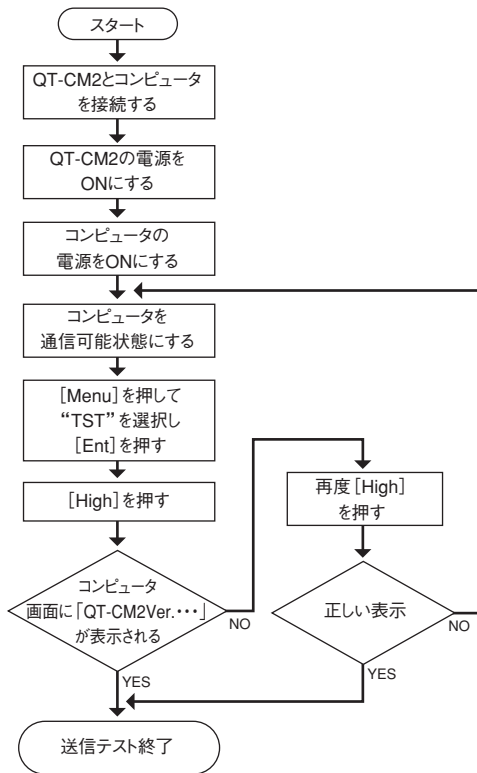 スタート
QT-CM2とコンピュータ
を接続する
QT-CM2の電源を
ONにする
コンピュータの
電源をONにする
コンピュータを
通信可能状態にする
[Menu]を押して
“TST”を選択し
[Ent]を押す
[High]を押す
コンピュータ
画面に「QT-CM2Ver.･･･」
が表示される
NO
YES
再度[High]
を押す
正しい表示
NO
YES
送信テスト終了